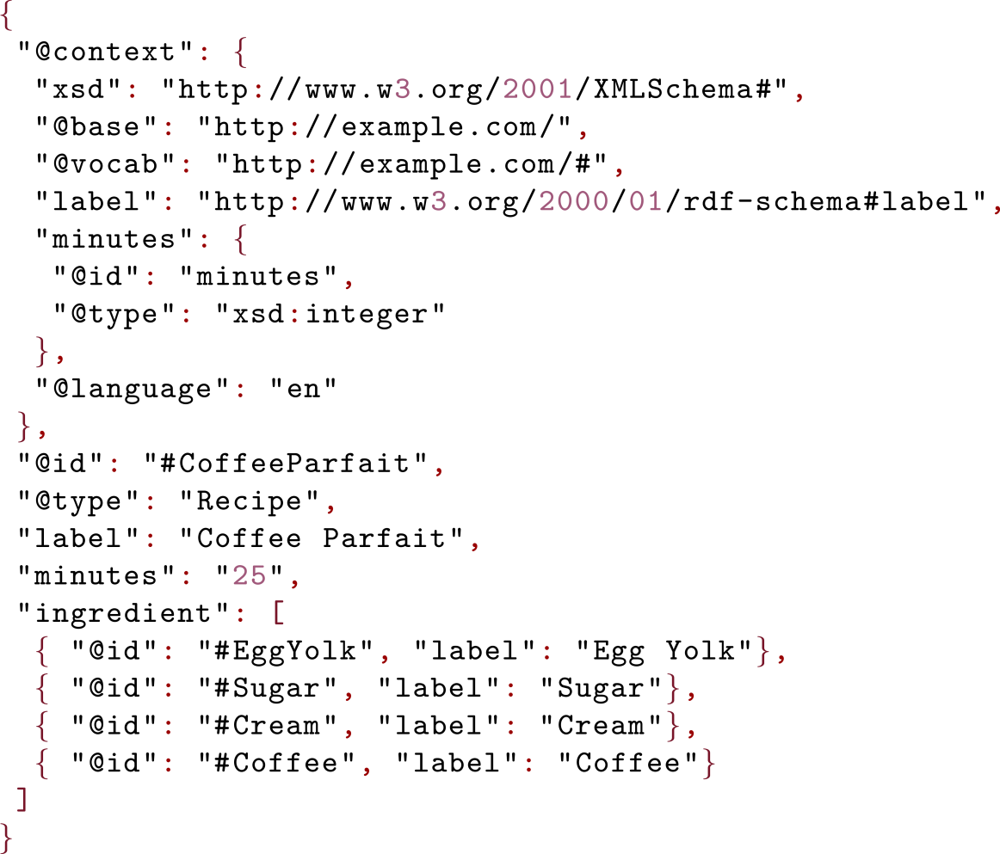 {
 "@context": {
  "xsd": "http://www.w3.org/2001/XMLSchema#",
  "@base": "http://example.com/",
  "@vocab": "http://example.com/#",
  "label": "http://www.w3.org/2000/01/rdf-schema#label",
  "minutes": {
   "@id": "minutes",
   "@type": "xsd:integer"
  },
  "@language": "en"
 },
 "@id": "#CoffeeParfait",
 "@type": "Recipe",
 "label": "Coffee Parfait",
 "minutes": "25",
 "ingredient": [
  { "@id": "#EggYolk", "label": "Egg Yolk"},
  { "@id": "#Sugar", "label": "Sugar"},
  { "@id": "#Cream", "label": "Cream"},
  { "@id": "#Coffee", "label": "Coffee"}
 ]
}